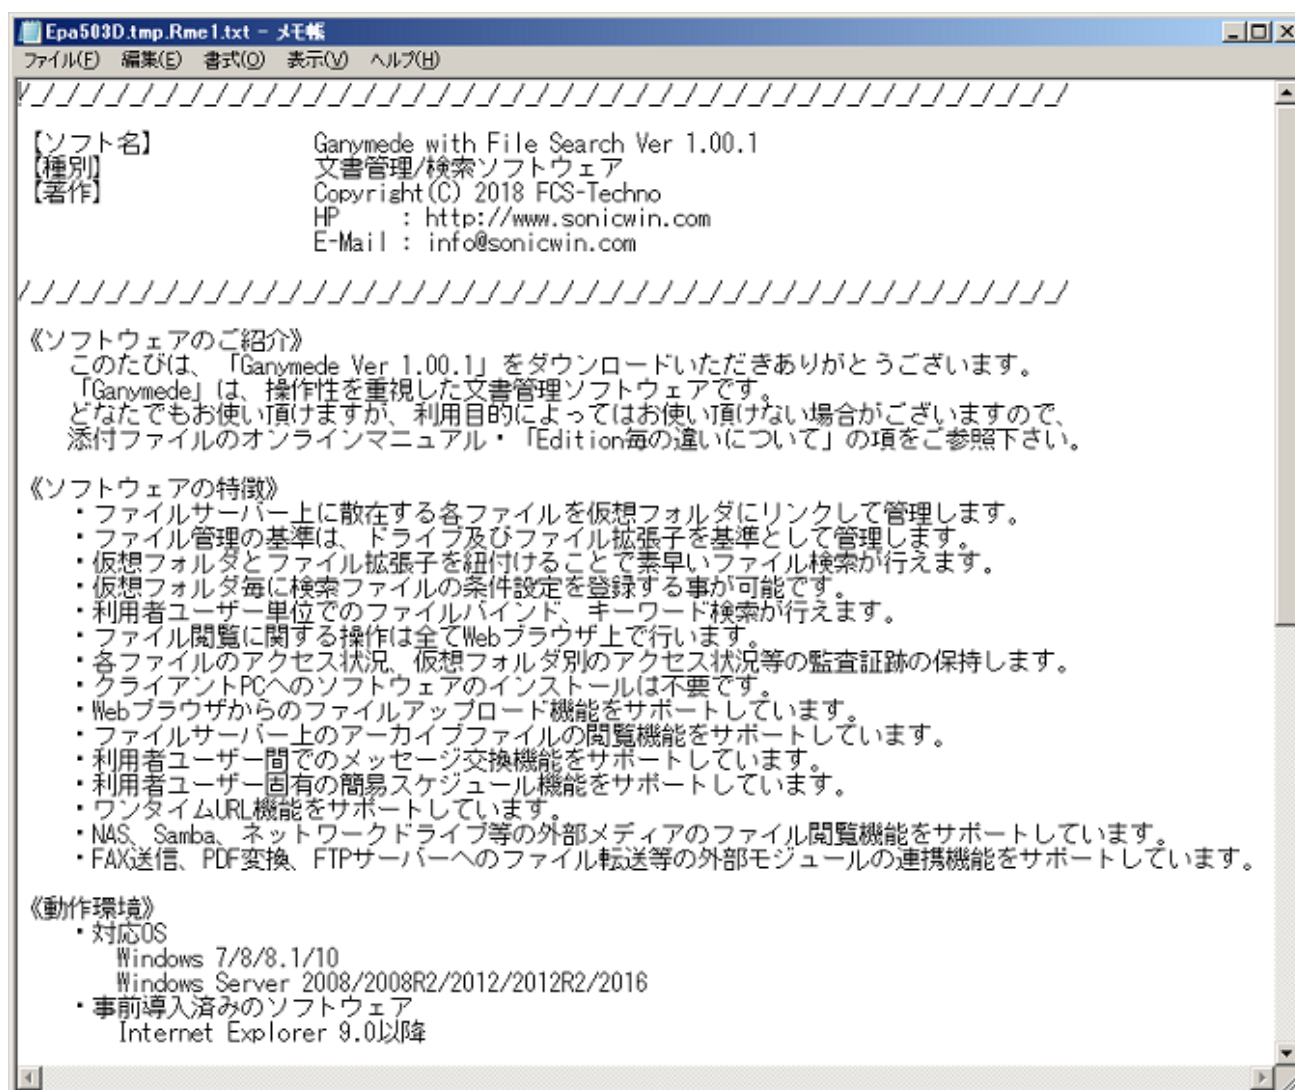 Epa503D.tmp.Rme1.txt - メモ帳
ファイル(F) 編集(E) 書式(O) 表示(V) ヘルプ(H)
/_/_/_/_/_/_/_/_/_/_/_/_/_/_/_/_/_/_/_/_/_/_/_/_/_/_/_/_/_/_/_/_/_/_/_/_/_/
【ソフト名】 Ganymede with File Search Ver 1.00.1
【種別】 文書管理/検索ソフトウェア
【著作】 Copyright(C) 2018 FCS-Techno
HP : http://www.sonicwin.com
E-Mail : info@sonicwin.com
/_/_/_/_/_/_/_/_/_/_/_/_/_/_/_/_/_/_/_/_/_/_/_/_/_/_/_/_/_/_/_/_/_/_/_/_/_/
《ソフトウェアのご紹介》
このたびは、「Ganymede Ver 1.00.1」をダウンロードいただきありがとうございます。
「Ganymede」は、操作性を重視した文書管理ソフトウェアです。
どなたでもお使い頂けますが、利用目的によってはお使い頂けない場合がございますので、
添付ファイルのオンラインマニュアル・「Edition毎の違いについて」の項をご参照下さい。
《ソフトウェアの特徴》
・ファイルサーバー上に散在する各ファイルを仮想フォルダにリンクして管理します。
・ファイル管理の基準は、ドライブ及びファイル拡張子を基準として管理します。
・仮想フォルダとファイル拡張子を紐付けることで素早いファイル検索が行えます。
・仮想フォルダ毎に検索ファイルの条件設定を登録する事が可能です。
・利用者ユーザー単位でのファイルバインド、キーワード検索が行えます。
・ファイル閲覧に関する操作は全てWebブラウザ上で行います。
・各ファイルのアクセス状況、仮想フォルダ別のアクセス状況等の監査証跡の保持します。
・クライアントPCへのソフトウェアのインストールは不要です。
・Webブラウザからのファイルアップロード機能をサポートしています。
・ファイルサーバー上のアーカイブファイルの閲覧機能をサポートしています。
・利用者ユーザー間でのメッセージ交換機能をサポートしています。
・利用者ユーザー固有の簡易スケジュール機能をサポートしています。
・ワンタイムURL機能をサポートしています。
・NAS、Samba、ネットワークドライブ等の外部メディアのファイル閲覧機能をサポートしています。
・FAX送信、PDF変換、FTPサーバーへのファイル転送等の外部モジュールの連携機能をサポートしています。
《動作環境》
・対応OS
Windows 7/8/8.1/10
Windows Server 2008/2008R2/2012/2012R2/2016
・事前導入済みのソフトウェア
Internet Explorer 9.0以降